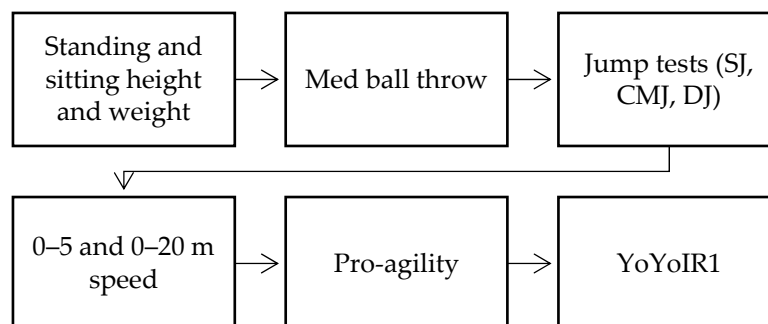 Standing and
sitting height
and weight
Med ball throw
Jump tests (SJ,
CMJ, DJ)
0–5 and 0–20 m
speed
Pro-agility
YoYoIR1